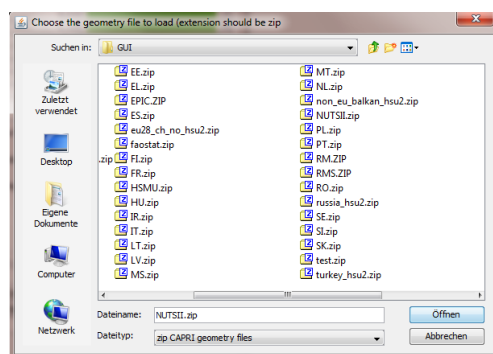 Choose the geometry file to load (extension should be zip
Suchen in: GUI
Zuletzt verwendet
Desktop
Eigene Dokumente
Computer
Netzwerk
.zip
EE.zip
EL.zip
EPIC.ZIP
ES.zip
eu28_ch_no_hsu2.zip
faostat.zip
FI.zip
FR.zip
HSMU.zip
HU.zip
IR.zip
IT.zip
LT.zip
LV.zip
MS.zip
MT.zip
NL.zip
non_eu_balkan_hsu2.zip
NUTSII.zip
PL.zip
PT.zip
RM.ZIP
RMS.ZIP
RO.zip
russia_hsu2.zip
SE.zip
SI.zip
SK.zip
test.zip
turkey_hsu2.zip
Dateiname: NUTSII.zip Öffnen
Dateityp: zip CAPRI geometry files Abbrechen